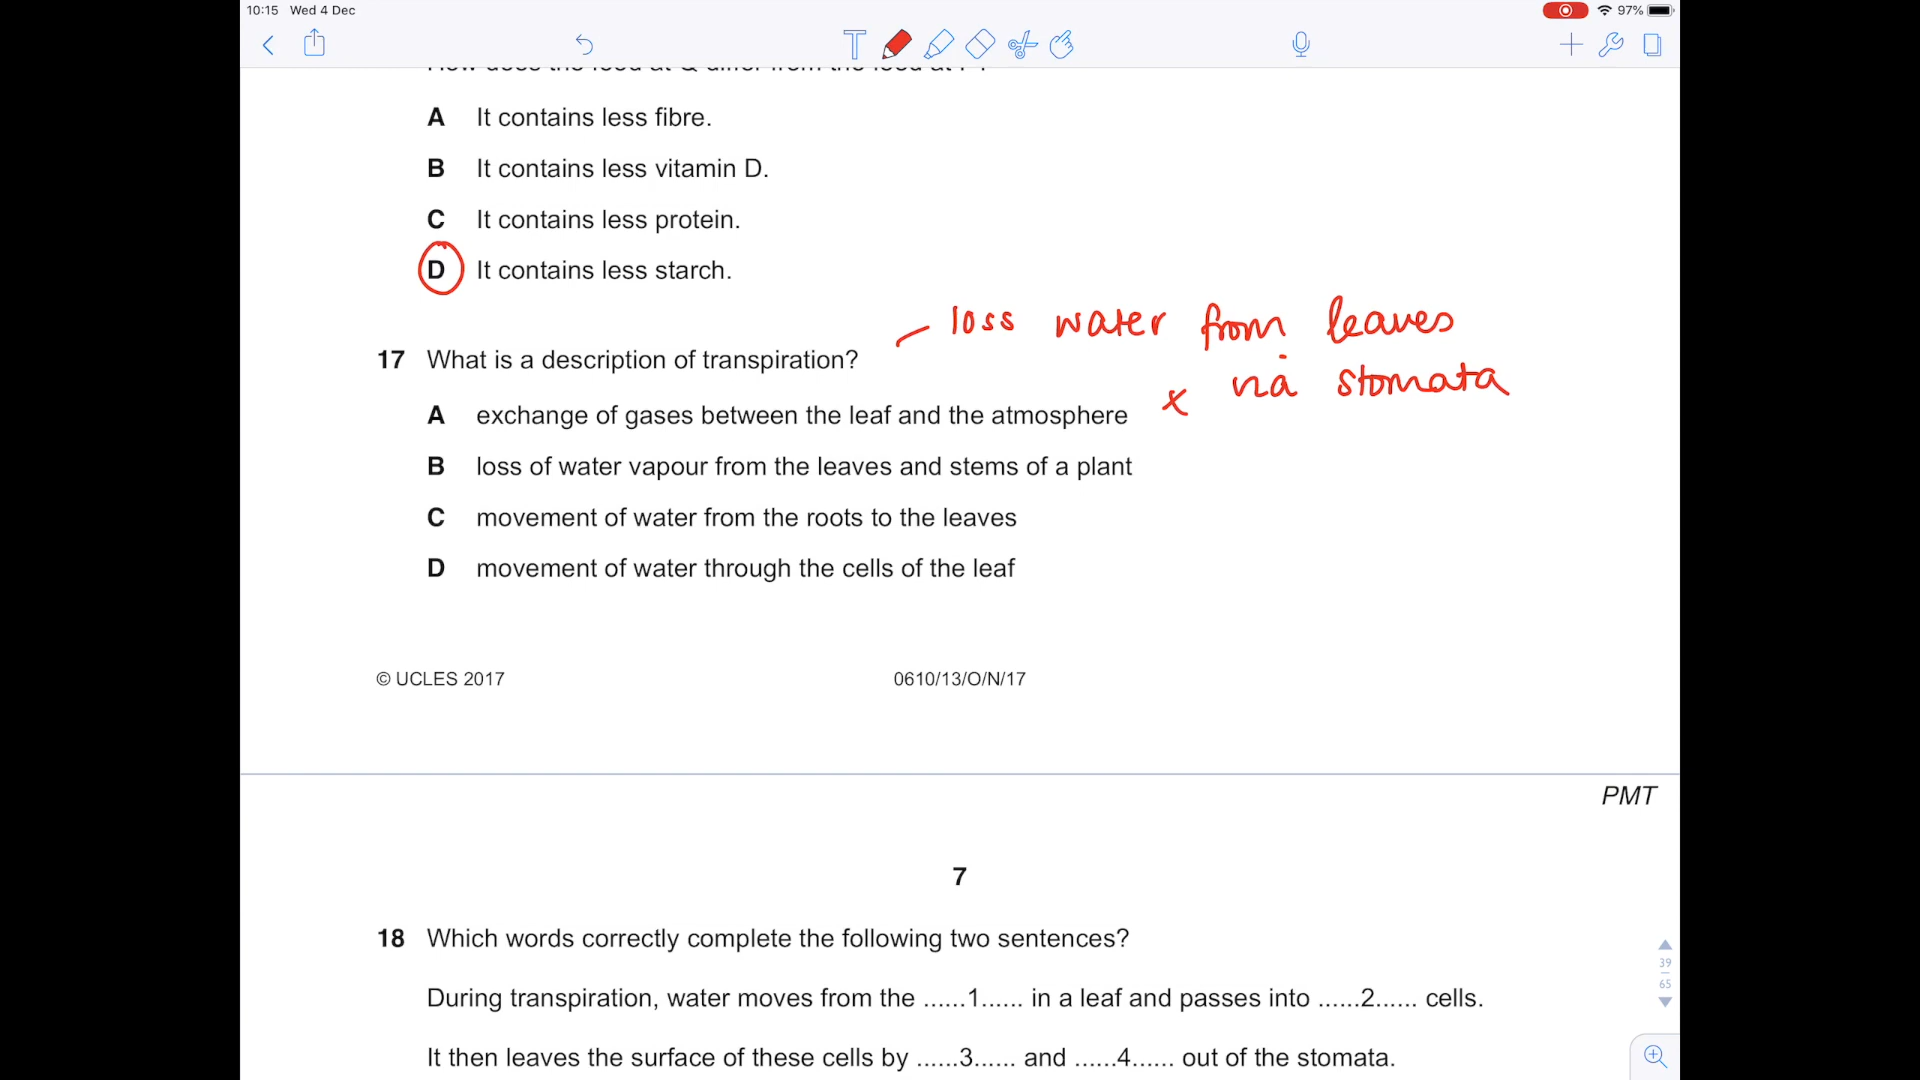 10:15 Wed 4 Dec
97%
A It contains less fibre.
B It contains less vitamin D.
C It contains less protein.
D It contains less starch.
loss water from leaves
17 What is a description of transpiration?
via stomata
x
A exchange of gases between the leaf and the atmosphere
B loss of water vapour from the leaves and stems of a plant
C movement of water from the roots to the leaves
D movement of water through the cells of the leaf
© UCLES 2017 0610/13/O/N/17
PMT
7
18 Which words correctly complete the following two sentences?
39
65
During transpiration, water moves from the ......1...... in a leaf and passes into ......2...... cells.
It then leaves the surface of these cells by ......3...... and ......4...... out of the stomata.